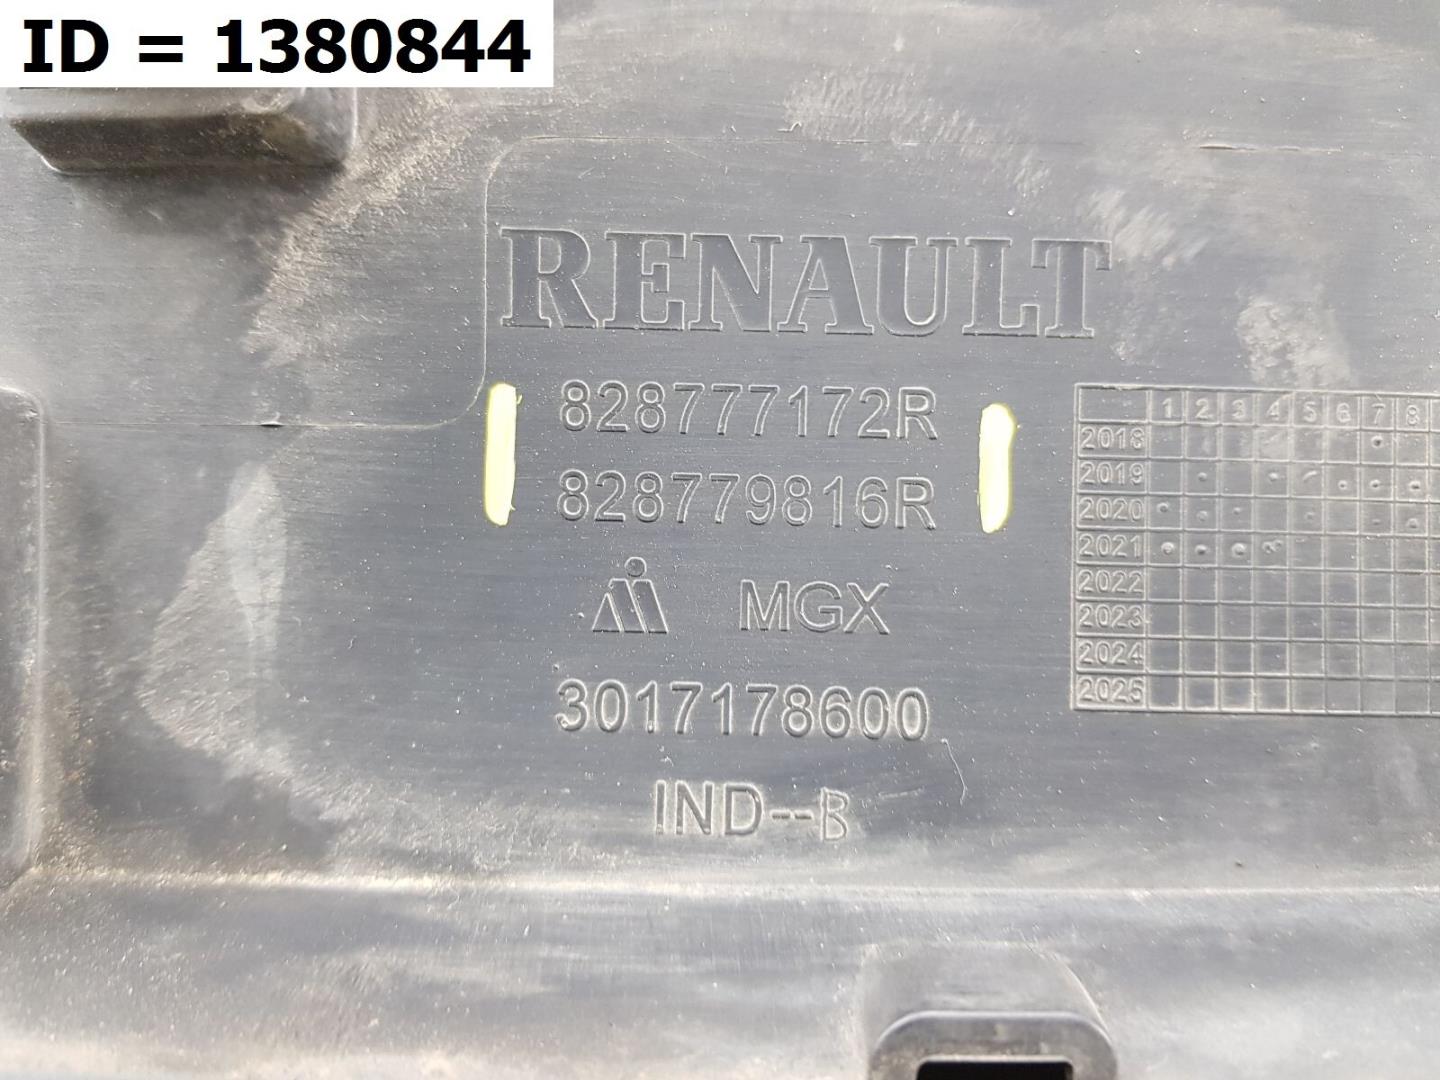 ID = 1380844
RENAULT
828777172R
828779816R
MGX
3017178600
IND--B
1 2 3 4 5 6 7 8
2018
2019
2020
2021
2022
2023
2024
2025